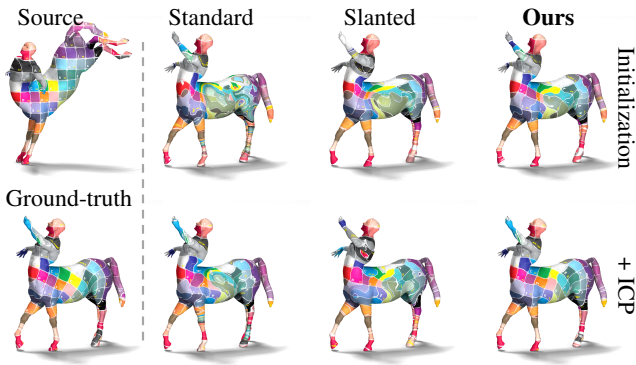 Source
Standard
Slanted
Ours
Initialization
Ground-truth
+ ICP